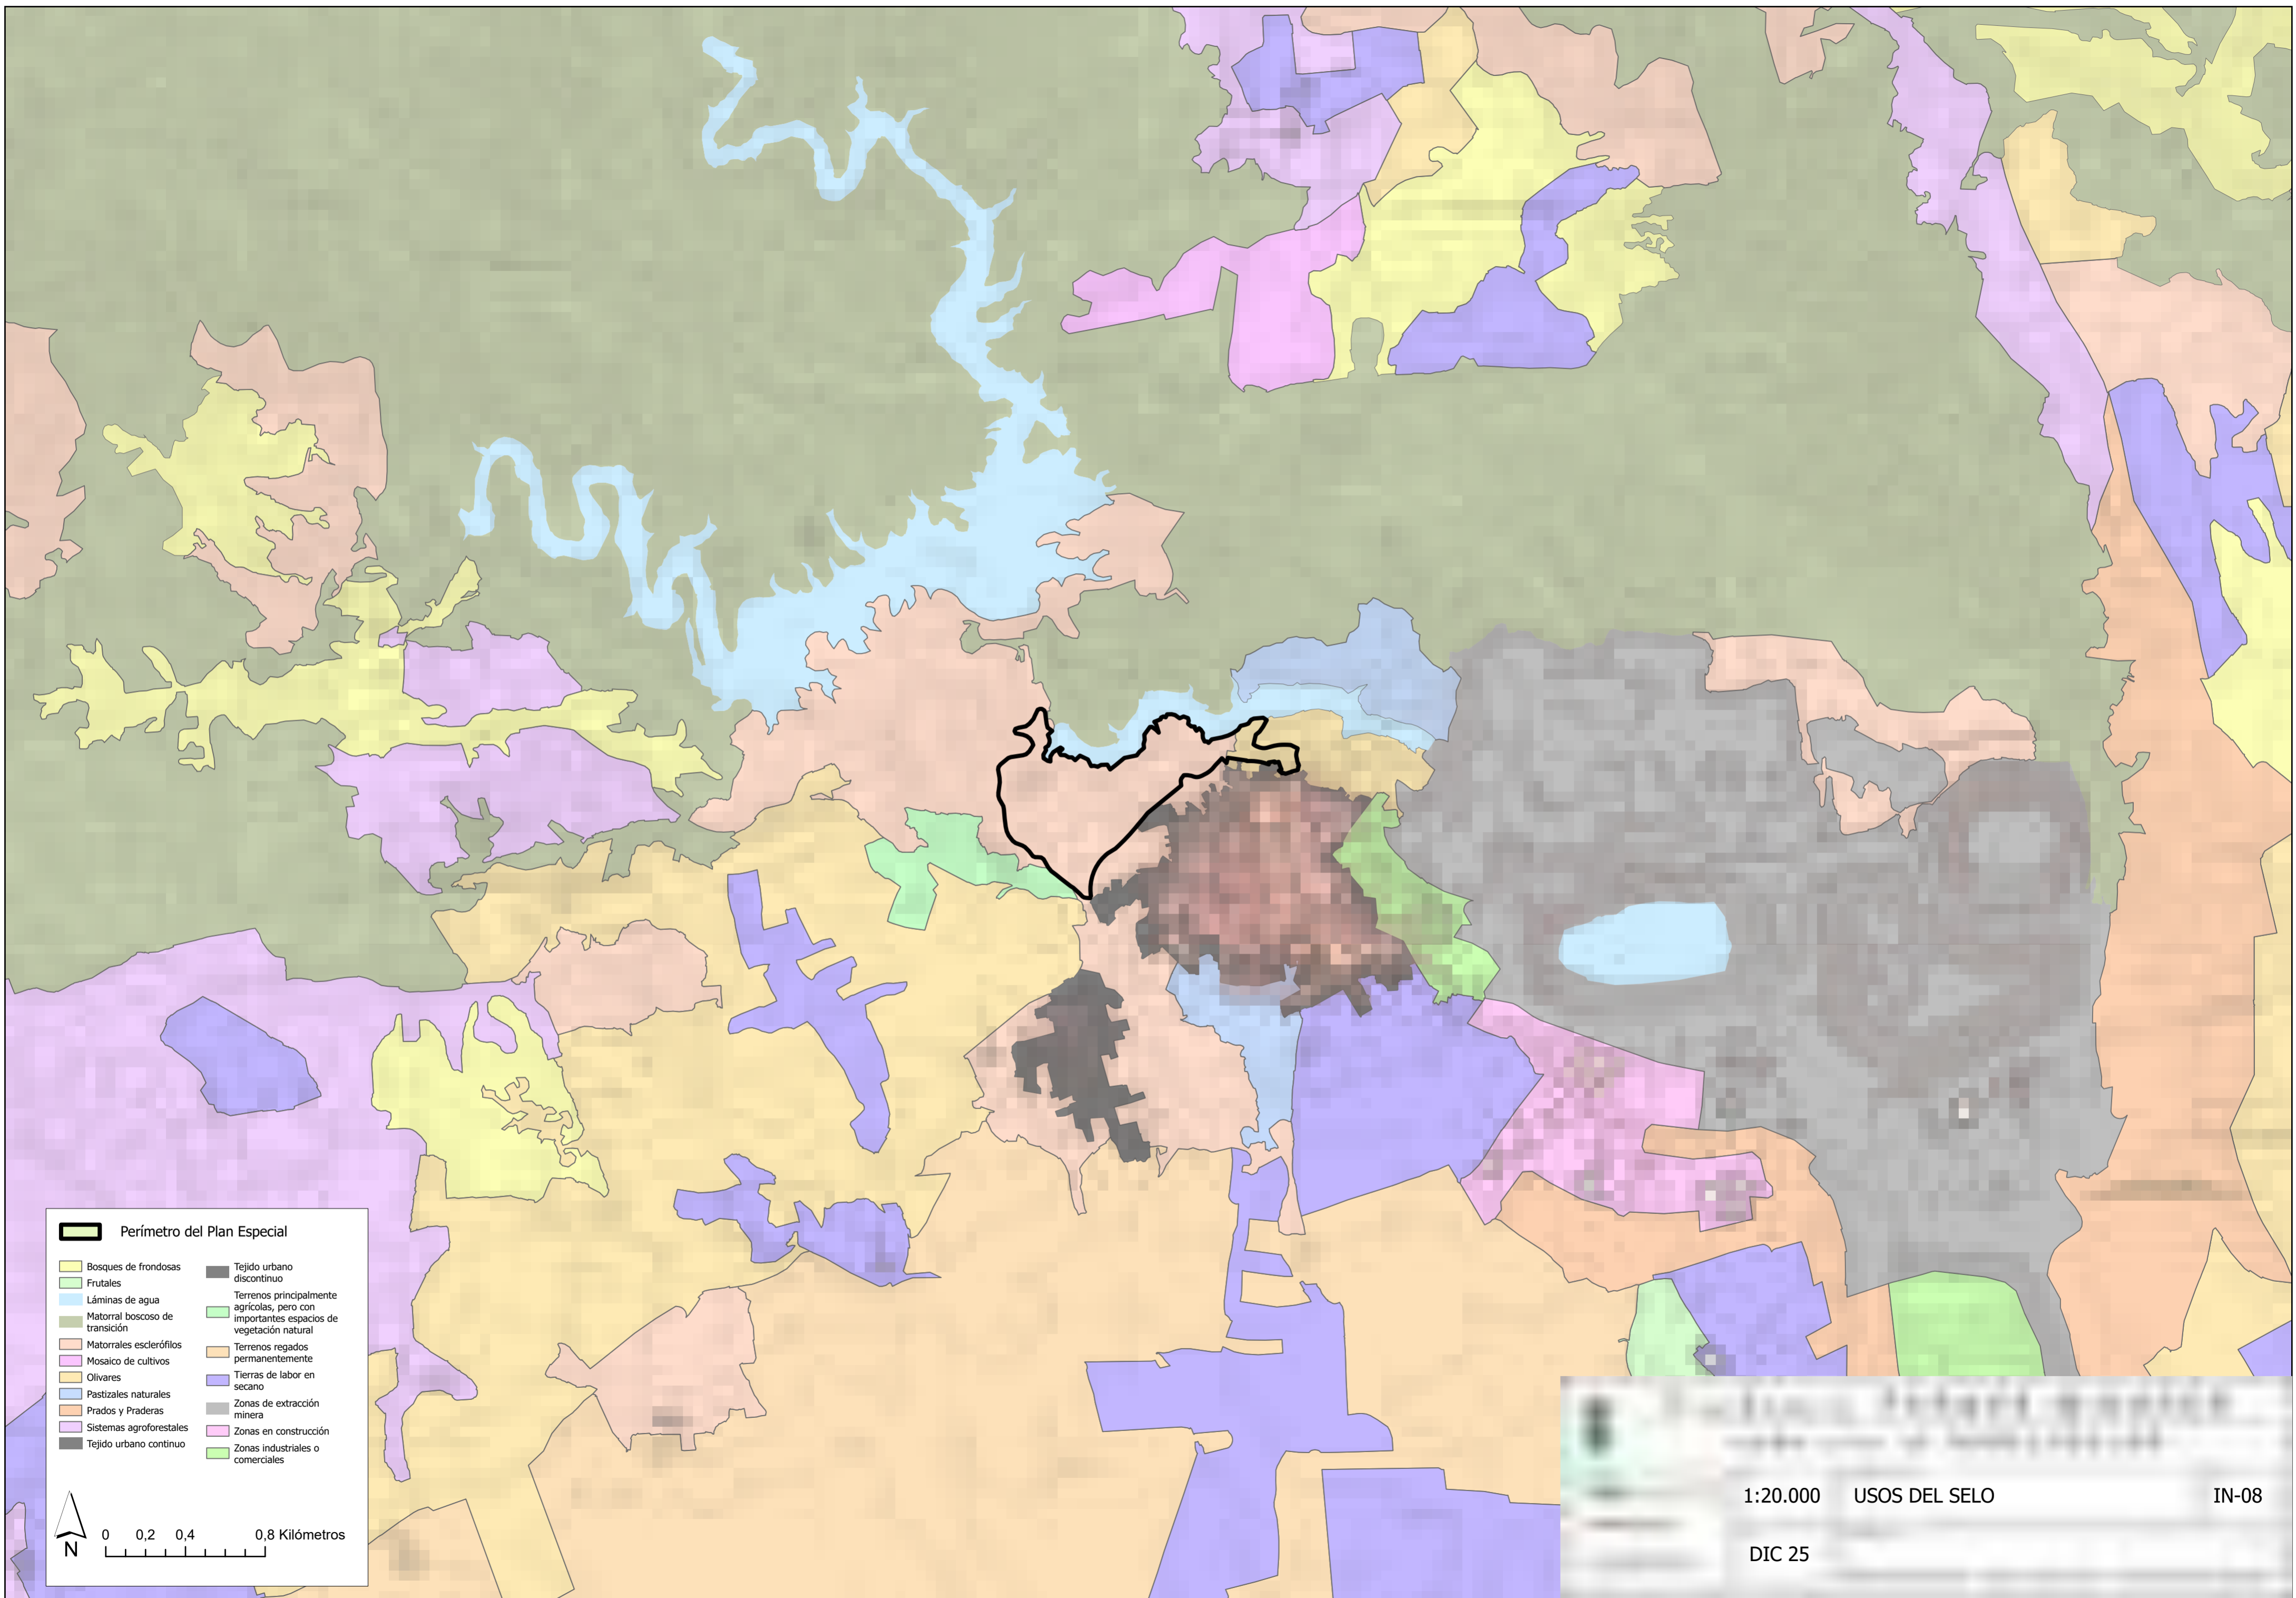 Perímetro del Plan Especial
Bosques de frondosas
Frutales
Láminas de agua
Matorral boscoso de
transición
Matorrales esclerófilos
Mosaico de cultivos
Olivares
Pastizales naturales
Prados y Praderas
Sistemas agroforestales
Tejido urbano continuo
Tejido urbano
discontinuo
Terrenos principalmente
agrícolas, pero con
importantes espacios de
vegetación natural
Terrenos regados
permanentemente
Tierras de labor en
secano
Zonas de extracción
minera
Zonas en construcción
Zonas industriales o
comerciales
N
0 0,2 0,4 0,8 Kilómetros
1:20.000 USOS DEL SELO IN-08
DIC 25